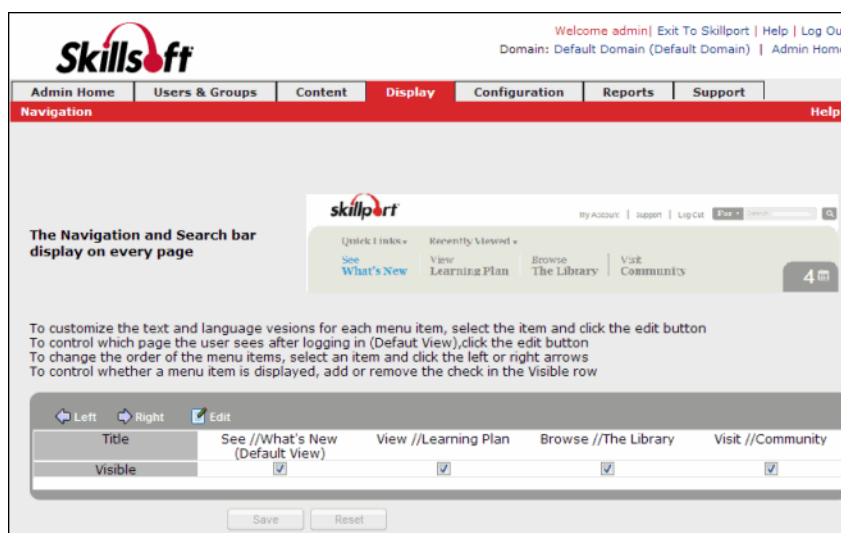 Skillsoft
Welcome admin| Exit To Skillport | Help | Log Ou
Domain: Default Domain (Default Domain) | Admin Home
Admin Home Users & Groups Content Display Configuration Reports Support
Navigation Help
The Navigation and Search bar
display on every page
skillport
My Account | Support | Log Out For Search
Quick Links Recently Viewed
See View Browse Visit
What's New Learning Plan The Library Community
4
To customize the text and language vesions for each menu item, select the item and click the edit button
To control which page the user sees after logging in (Defaut View),click the edit button
To change the order of the menu items, select an item and click the left or right arrows
To control whether a menu item is displayed, add or remove the check in the Visible row
Left Right Edit
Title See //What's New View //Learning Plan Browse //The Library Visit //Community
(Default View)
Visible
Save Reset